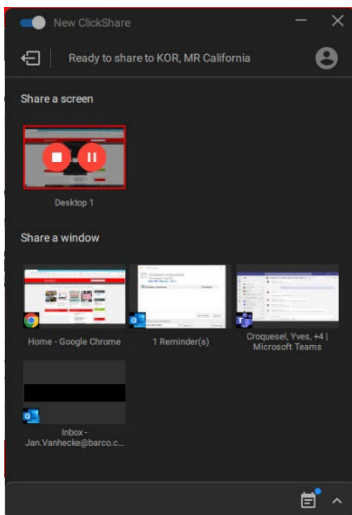 New ClickShare
Ready to share to KOR, MR California
Share a screen
Desktop 1
Share a window
Home - Google Chrome
1 Reminder(s)
Croquesel, Yves, +4 |
Microsoft Teams
Inbox -
Jan.Vanhecke@barco.c...